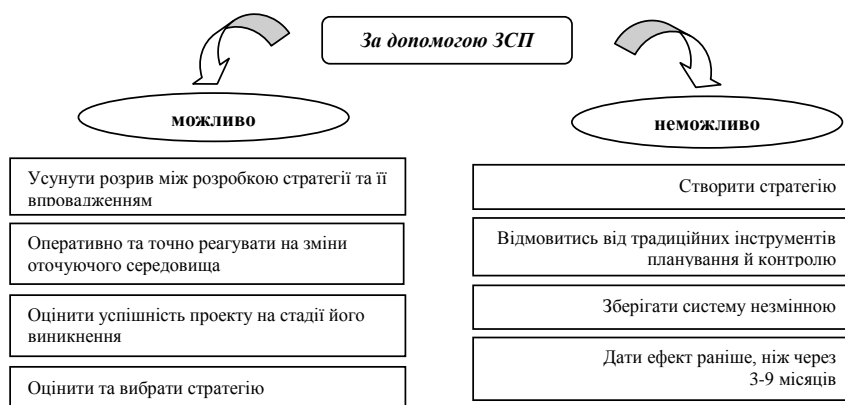 За допомогою ЗСП
можливо
неможливо
Усунути розрив між розробкою стратегії та її
впровадженням
Оперативно та точно реагувати на зміни
оточуючого середовища
Оцінити успішність проекту на стадії його
виникнення
Оцінити та вибрати стратегію
Створити стратегію
Відмовитись від традиційних інструментів
планування й контролю
Зберігати систему незмінною
Дати ефект раніше, ніж через
3-9 місяців